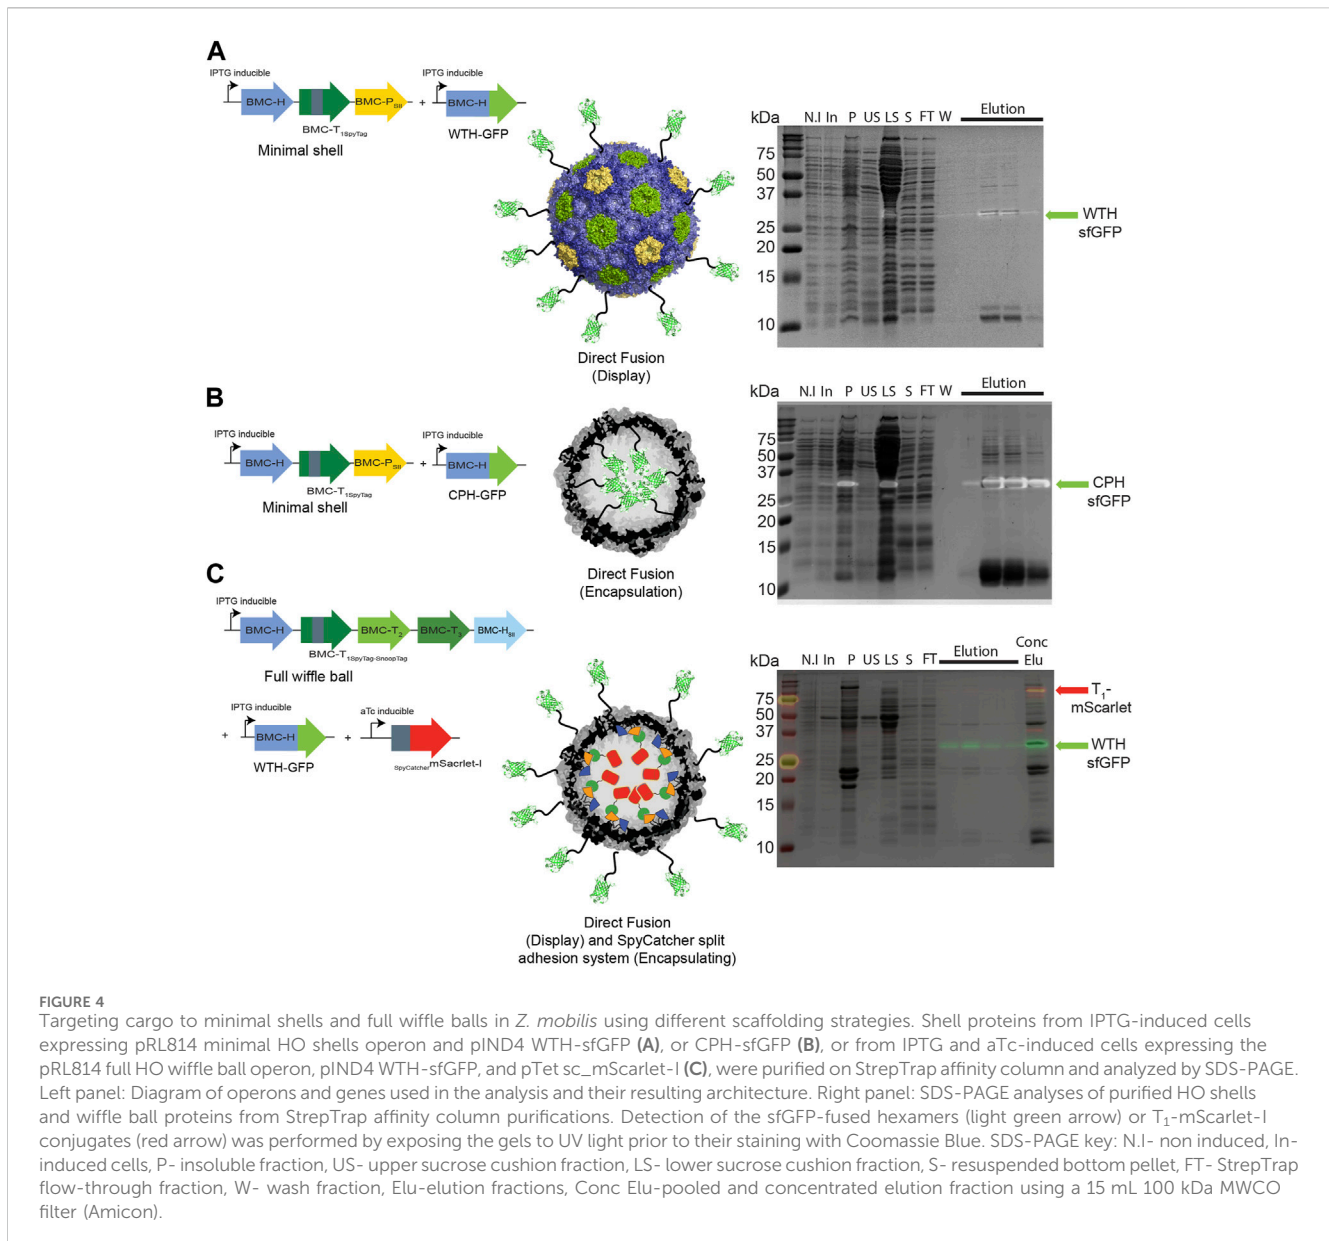 A
IPTG inducible
IPTG inducible
BMC-H
BMC-PSII
+
BMC-H
BMC-T1SpyTag
WTH-GFP
Minimal shell
Direct Fusion
(Display)
kDa
N.I In P US LS S FT W
Elution
75
50
37
25
20
15
10
WTH
sfGFP
B
IPTG inducible
IPTG inducible
BMC-H
BMC-PSII
+
BMC-H
BMC-T1SpyTag
CPH-GFP
Minimal shell
Direct Fusion
(Encapsulation)
kDa
N.I In P US LS S FT W
Elution
75
50
37
25
20
15
10
CPH
sfGFP
C
IPTG inducible
BMC-H
BMC-T2
BMC-T3
BMC-HSII
BMC-T1SpyTag-SnoopTag
Full wiffle ball
IPTG inducible
aTc inducible
+
BMC-H
+
WTH-GFP
SpyCatchermSacrlet-I
Direct Fusion
(Display) and SpyCatcher split
adhesion system (Encapsulating)
kDa
N.I In P US LS S FT
Elution
Conc
Elu
75
50
37
25
20
15
10
T1-
mScarlet
WTH
sfGFP
FIGURE 4
Targeting cargo to minimal shells and full wiffle balls in Z. mobilis using different scaffolding strategies. Shell proteins from IPTG-induced cells
expressing pRL814 minimal HO shells operon and pIND4 WTH-sfGFP (A), or CPH-sfGFP (B), or from IPTG and aTc-induced cells expressing the
pRL814 full HO wiffle ball operon, pIND4 WTH-sfGFP, and pTet sc_mScarlet-I (C), were purified on StrepTrap affinity column and analyzed by SDS-PAGE.
Left panel: Diagram of operons and genes used in the analysis and their resulting architecture. Right panel: SDS-PAGE analyses of purified HO shells
and wiffle ball proteins from StrepTrap affinity column purifications. Detection of the sfGFP-fused hexamers (light green arrow) or T1-mScarlet-I
conjugates (red arrow) was performed by exposing the gels to UV light prior to their staining with Coomassie Blue. SDS-PAGE key: N.I- non induced, In-
induced cells, P- insoluble fraction, US- upper sucrose cushion fraction, LS- lower sucrose cushion fraction, S- resuspended bottom pellet, FT- StrepTrap
flow-through fraction, W- wash fraction, Elu-elution fractions, Conc Elu-pooled and concentrated elution fraction using a 15 mL 100 kDa MWCO
filter (Amicon).